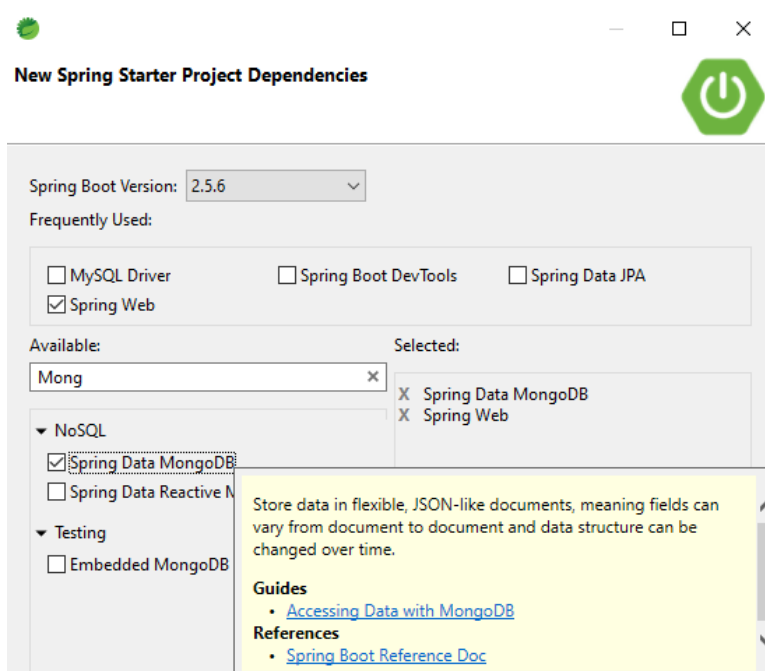 New Spring Starter Project Dependencies
Spring Boot Version: 2.5.6
Frequently Used:
MySQL Driver Spring Boot DevTools Spring Data JPA
Spring Web
Available: Selected:
Mong
X Spring Data MongoDB
X Spring Web
NoSQL
Spring Data MongoDB
Spring Data Reactive
Testing
Embedded MongoDB
Store data in flexible, JSON-like documents, meaning fields can
vary from document to document and data structure can be
changed over time.
Guides
• Accessing Data with MongoDB
References
• Spring Boot Reference Doc